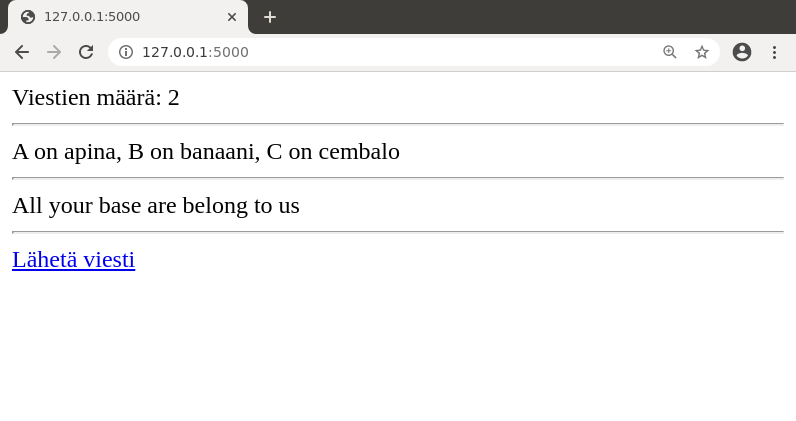 127.0.0.1:5000
127.0.0.1:5000
Viestien määrä: 2
A on apina, B on banaani, C on cembalo
All your base are belong to us
Lähetä viesti